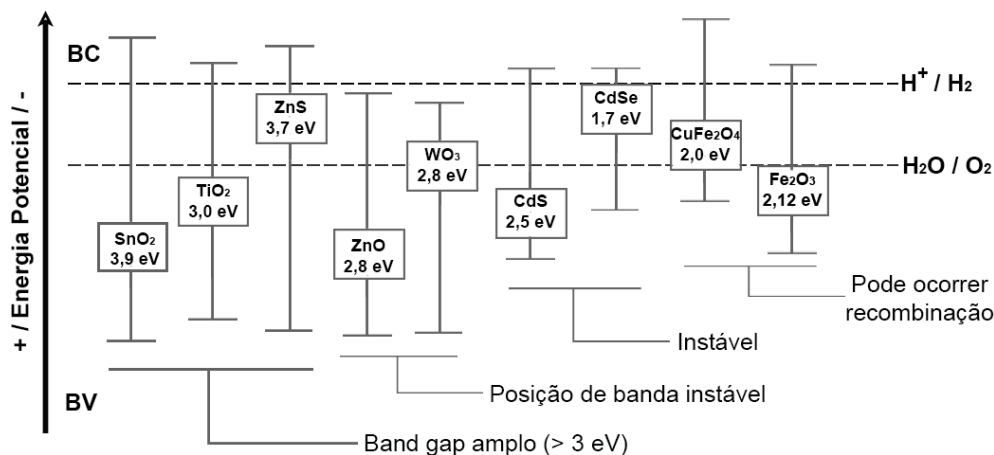 + / Energia Potencial / -
BC
BV
SnO₂
3,9 eV
TiO₂
3,0 eV
ZnS
3,7 eV
ZnO
2,8 eV
WO₃
2,8 eV
CdS
2,5 eV
CdSe
1,7 eV
CuFe₂O₄
2,0 eV
Fe₂O₃
2,12 eV
H⁺ / H₂
H₂O / O₂
Pode ocorrer
recombinação
Instável
Posição de banda instável
Band gap amplo (> 3 eV)